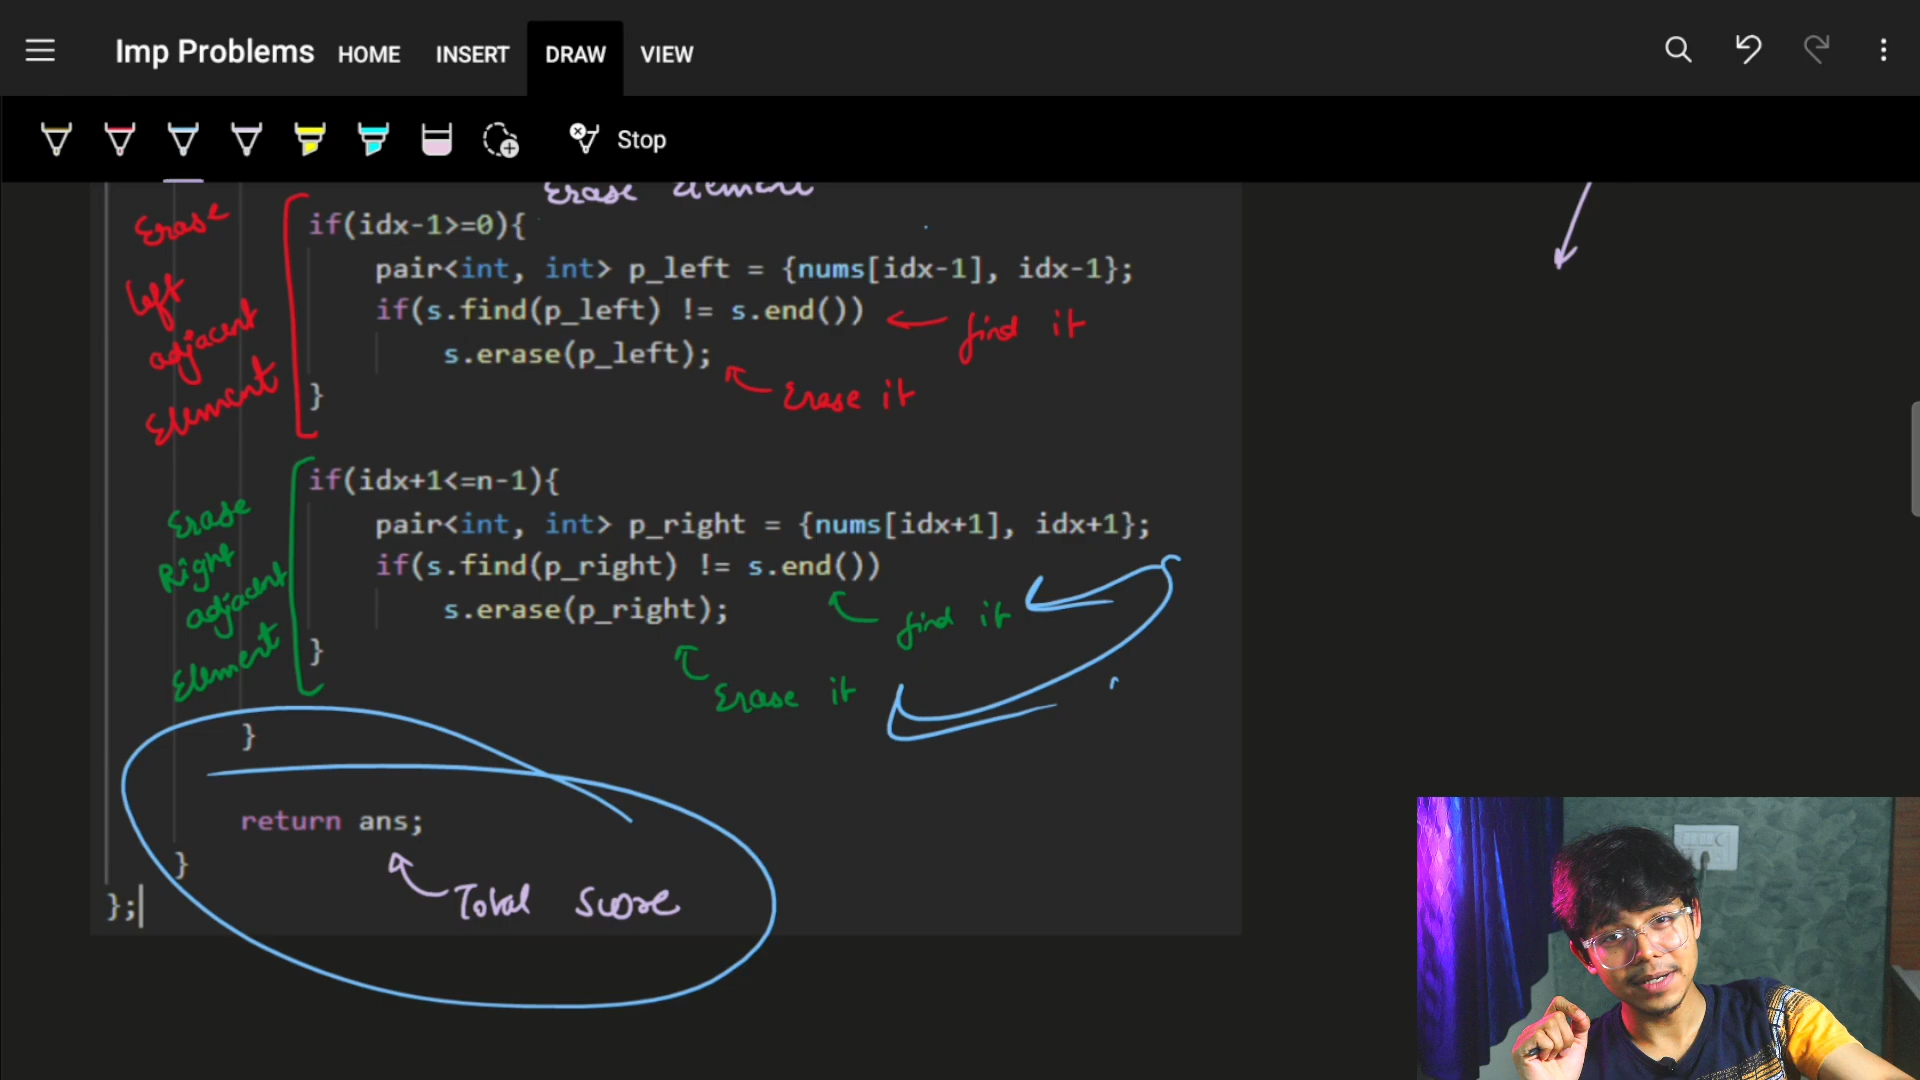 Imp Problems HOME INSERT DRAW VIEW
Stop
Erase Element
if(idx-1>=0){
pair<int, int> p_left = {nums[idx-1], idx-1};
if(s.find(p_left) != s.end())
find it
s.erase(p_left);
Erase it
}
Erase
left
adjacent
Element
if(idx+1<=n-1){
pair<int, int> p_right = {nums[idx+1], idx+1};
if(s.find(p_right) != s.end())
find it
s.erase(p_right);
Erase it
}
Erase
Right
adjacent
Element
}
return ans;
Total Score
}
};